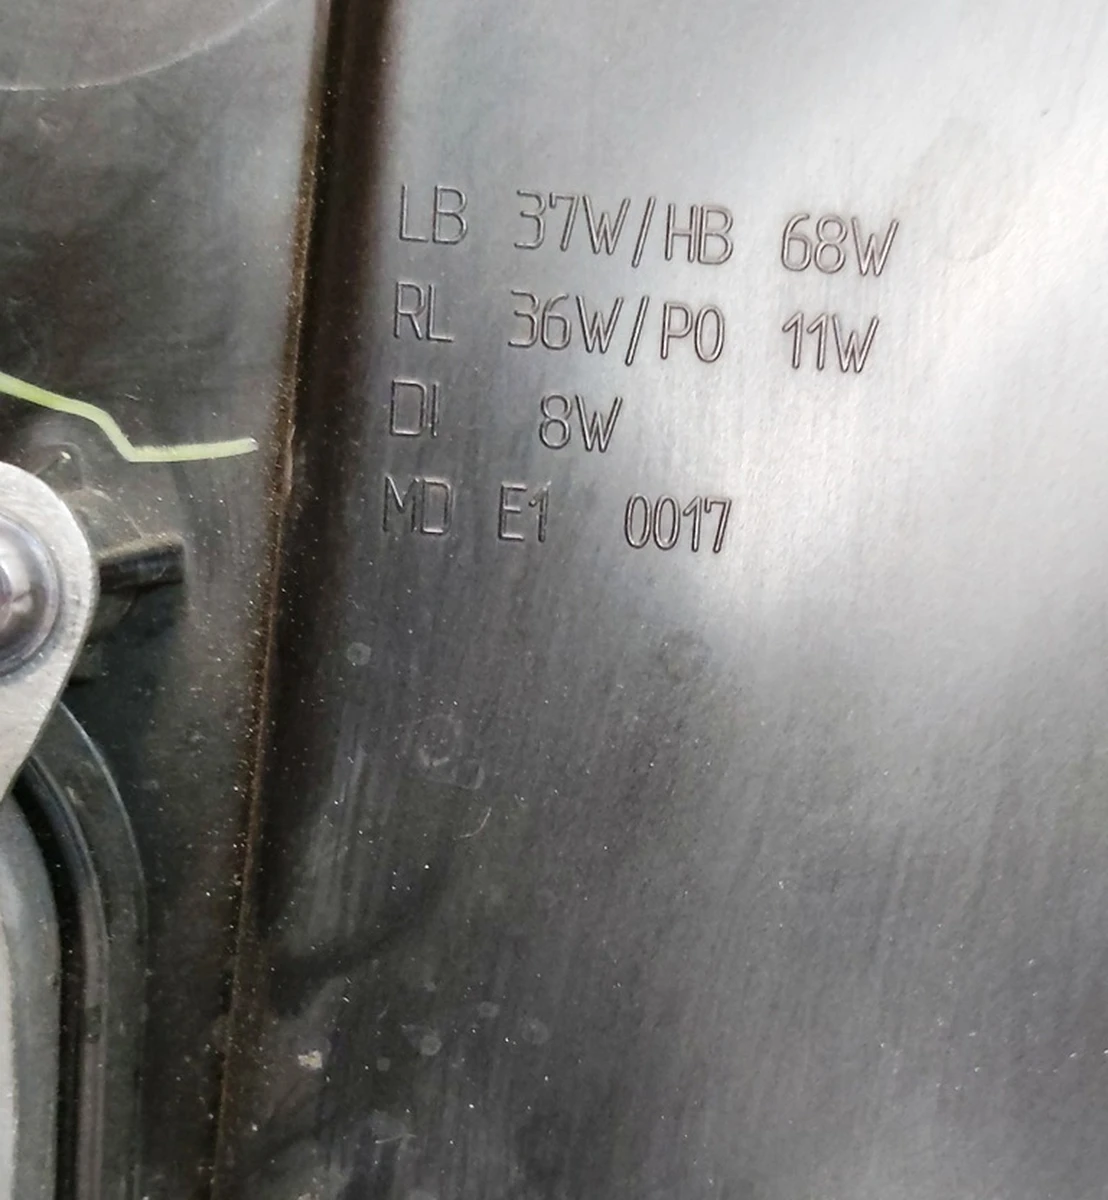 LB 37W/HB 68W
RL 36W/PO 11W
DI 8W
MD E1 0017